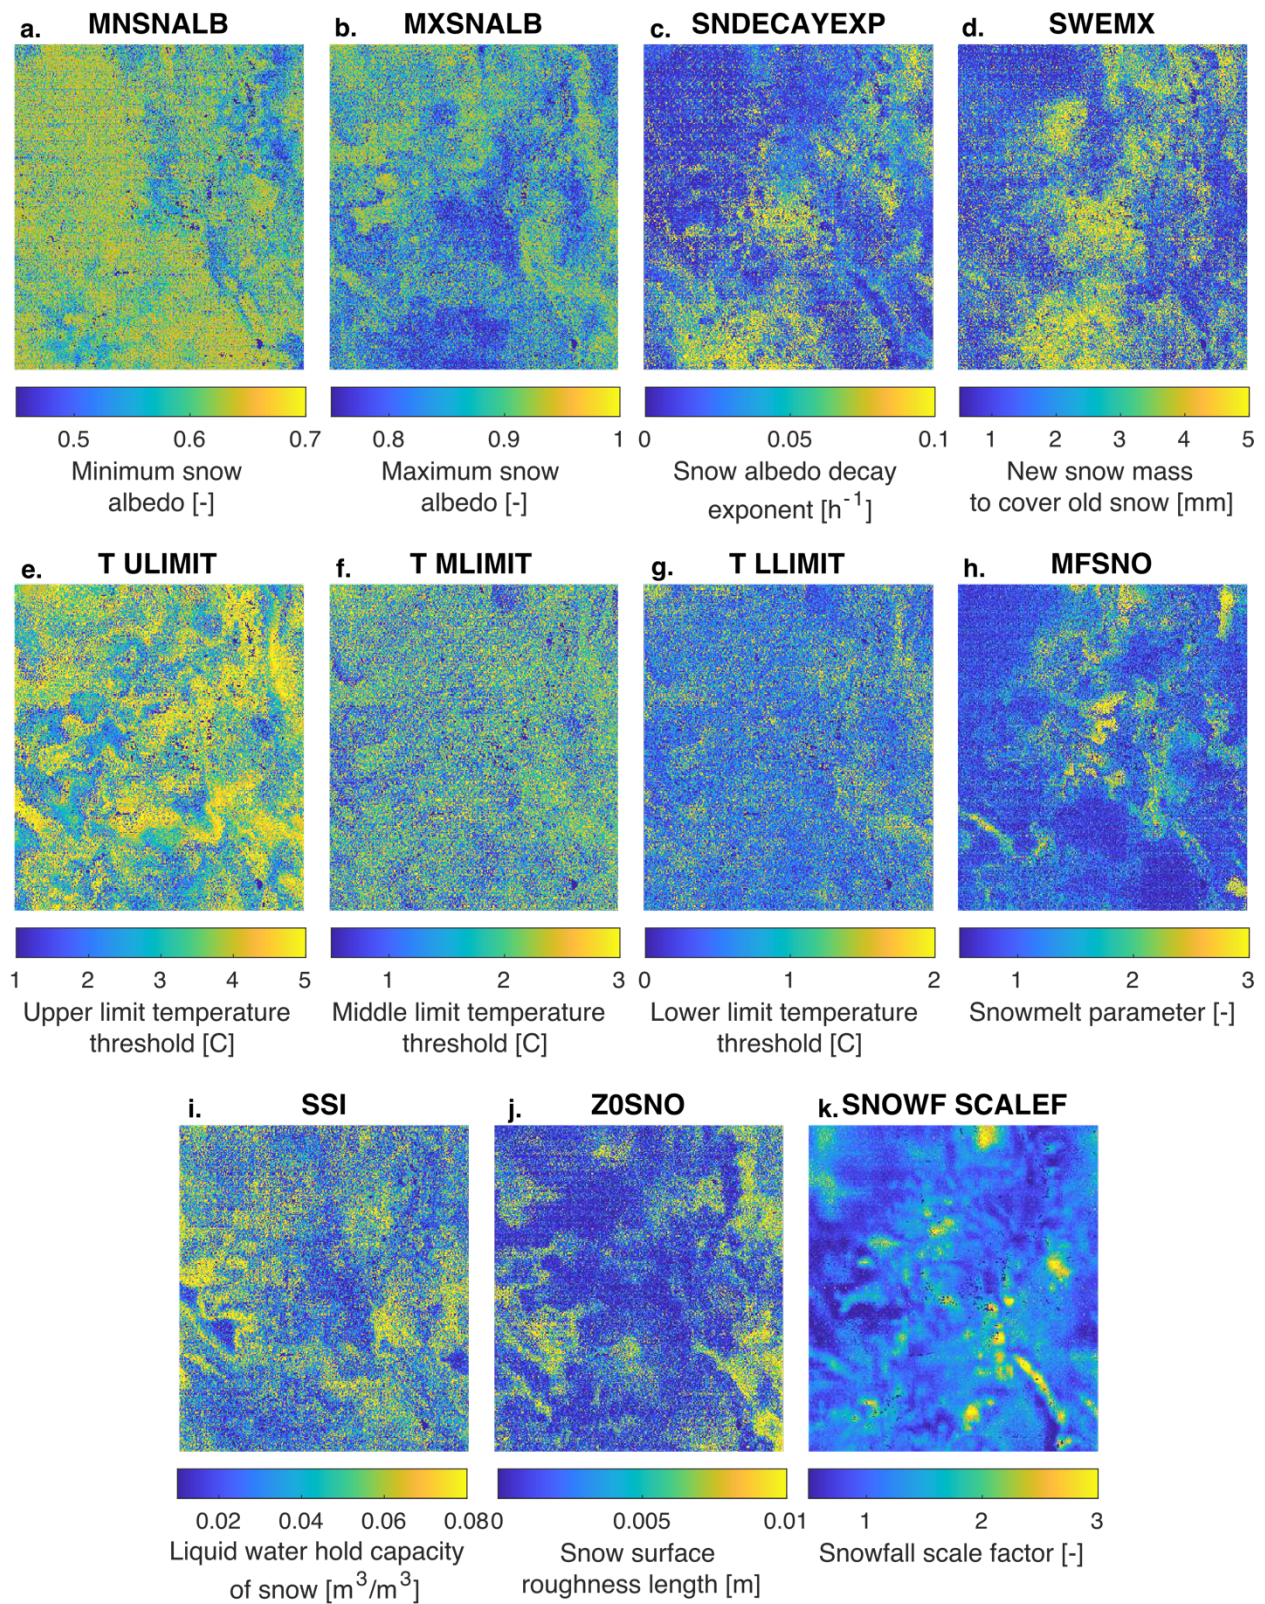 a. MNSNALB b. MXSNALB c. SNDECAYEXP d. SWEMX
0.5 0.6 0.7 0.8 0.9 1 0 0.05 0.1 1 2 3 4 5
Minimum snow Maximum snow Snow albedo decay New snow mass
albedo [-] albedo [-] exponent [h⁻¹] to cover old snow [mm]
e. T ULIMIT f. T MLIMIT g. T LLIMIT h. MFSNO
1 2 3 4 5 1 2 3 0 1 2 1 2 3
Upper limit temperature Middle limit temperature Lower limit temperature Snowmelt parameter [-]
threshold [C] threshold [C] threshold [C]
i. SSI j. Z0SNO k. SNOWF SCALEF
0.02 0.04 0.06 0.08 0 0.005 0.01 1 2 3
Liquid water hold capacity Snow surface Snowfall scale factor [-]
of snow [m³/m³] roughness length [m]